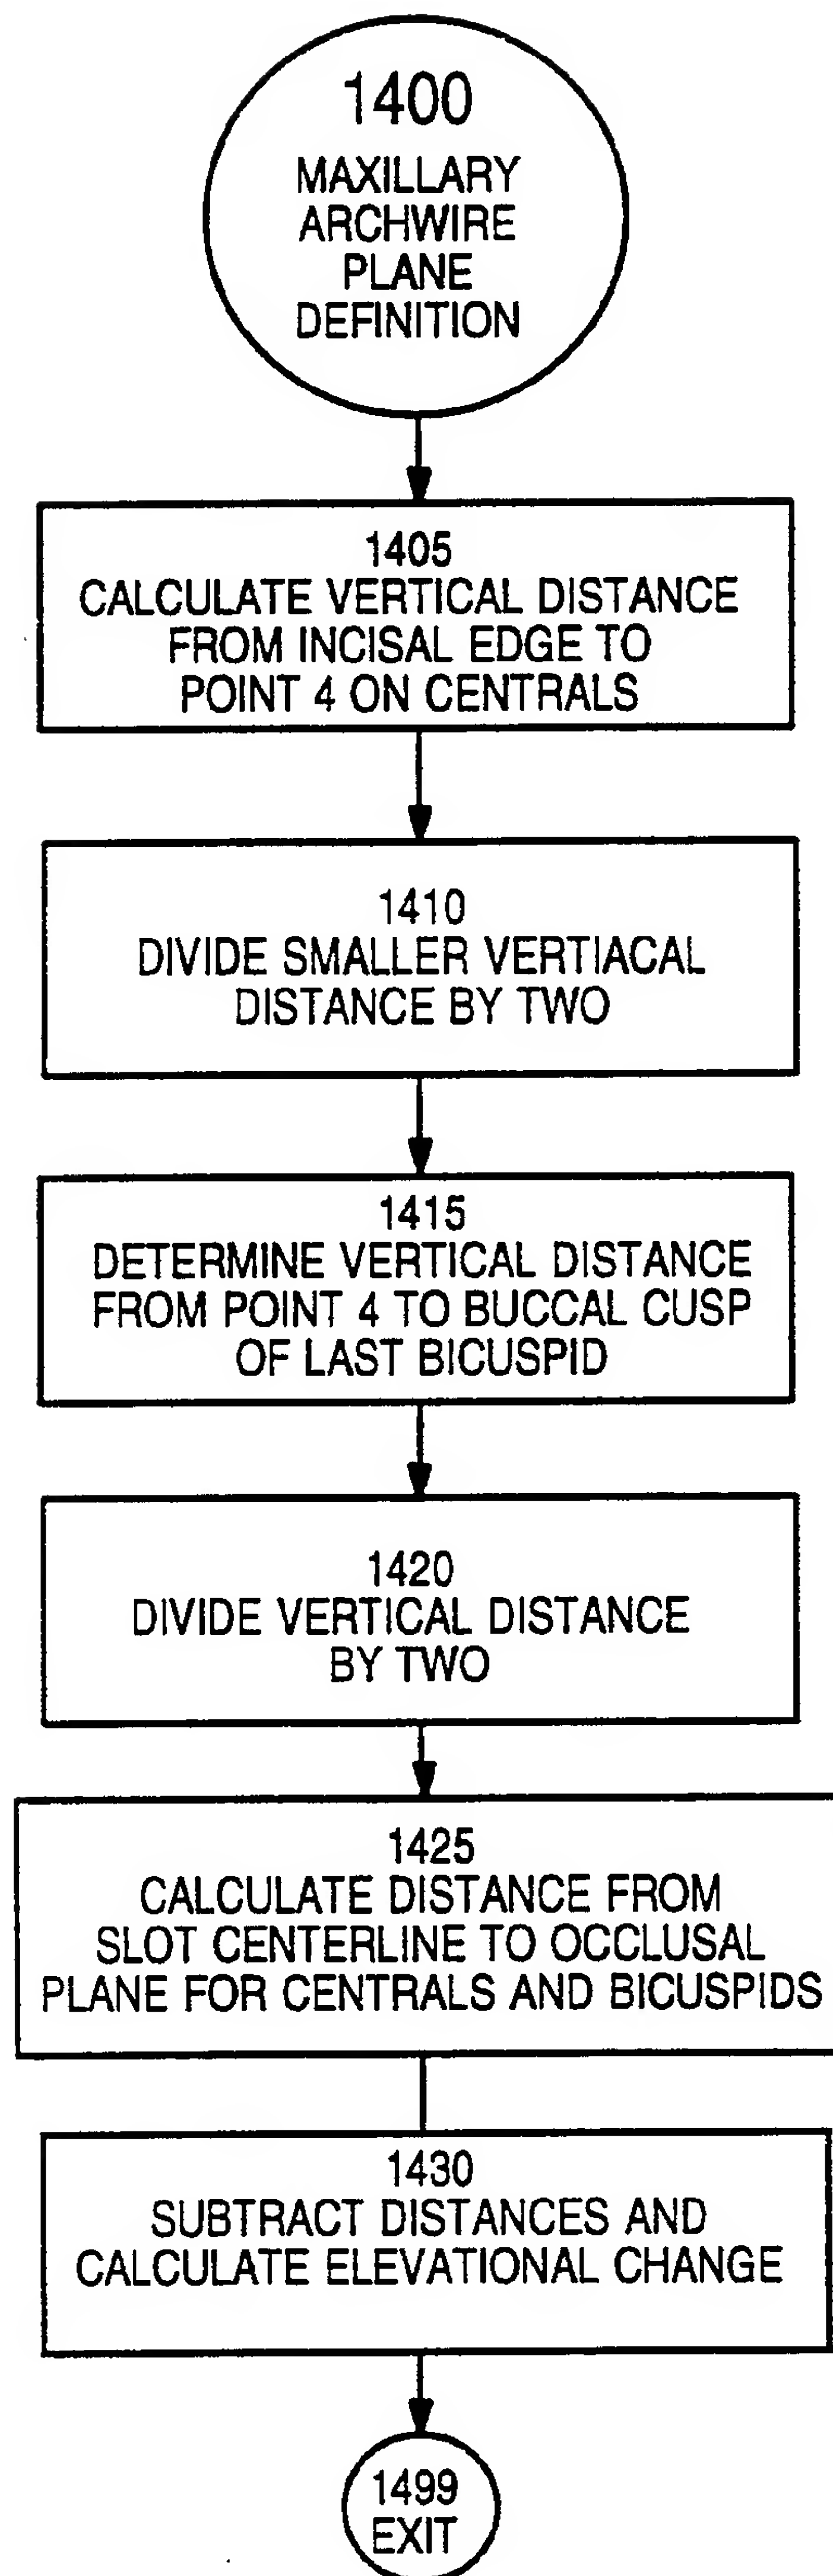 1400
MAXILLARY
ARCHWIRE
PLANE
DEFINITION
1405
CALCULATE VERTICAL DISTANCE
FROM INCISAL EDGE TO
POINT 4 ON CENTRALS
1410
DIVIDE SMALLER VERTIACAL
DISTANCE BY TWO
1415
DETERMINE VERTICAL DISTANCE
FROM POINT 4 TO BUCCAL CUSP
OF LAST BICUSPID
1420
DIVIDE VERTICAL DISTANCE
BY TWO
1425
CALCULATE DISTANCE FROM
SLOT CENTERLINE TO OCCLUSAL
PLANE FOR CENTRALS AND BICUSPIDS
1430
SUBTRACT DISTANCES AND
CALCULATE ELEVATIONAL CHANGE
1499
EXIT